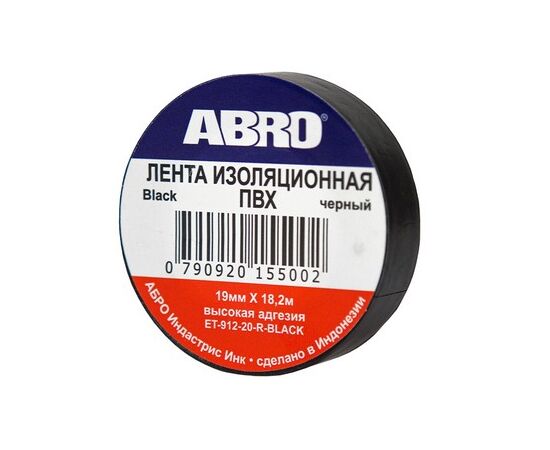 ABRO®
ЛЕНТА ИЗОЛЯЦИОННАЯ
Black ПВХ черный
0 790920 155002
19мм X 18,2м
высокая адгезия
ET-912-20-R-BLACK
АБРО Индастрис Инк • сделано в Индонезии